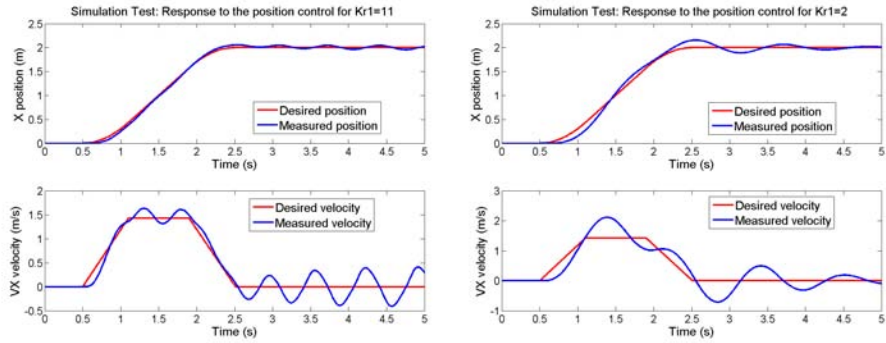 Simulation Test: Response to the position control for Kr1=11
X position (m)
2.5
2
1.5
1
0.5
0
Desired position
Measured position
0 0.5 1 1.5 2 2.5 3 3.5 4 4.5 5
Time (s)
Simulation Test: Response to the position control for Kr1=2
X position (m)
2.5
2
1.5
1
0.5
0
Desired position
Measured position
0 0.5 1 1.5 2 2.5 3 3.5 4 4.5 5
Time (s)
VX velocity (m/s)
2
1.5
1
0.5
0
-0.5
Desired velocity
Measured velocity
0 0.5 1 1.5 2 2.5 3 3.5 4 4.5 5
Time (s)
VX velocity (m/s)
3
2
1
0
-1
Desired velocity
Measured velocity
0 0.5 1 1.5 2 2.5 3 3.5 4 4.5 5
Time (s)